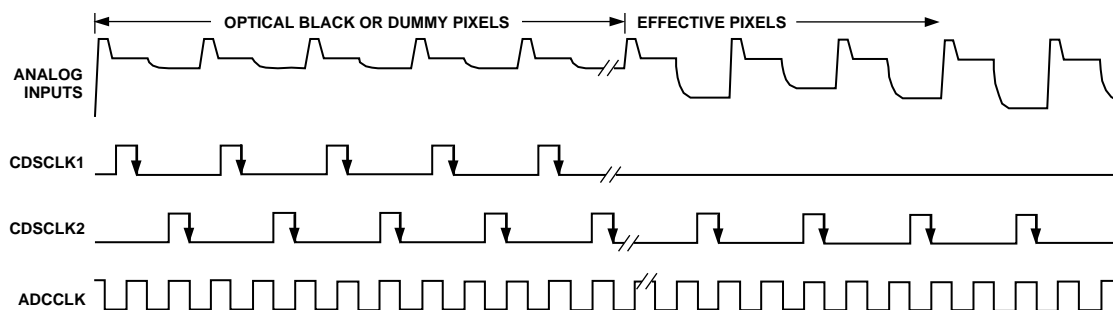 OPTICAL BLACK OR DUMMY PIXELS
EFFECTIVE PIXELS
ANALOG
INPUTS
CDSCLK1
CDSCLK2
ADCCLK